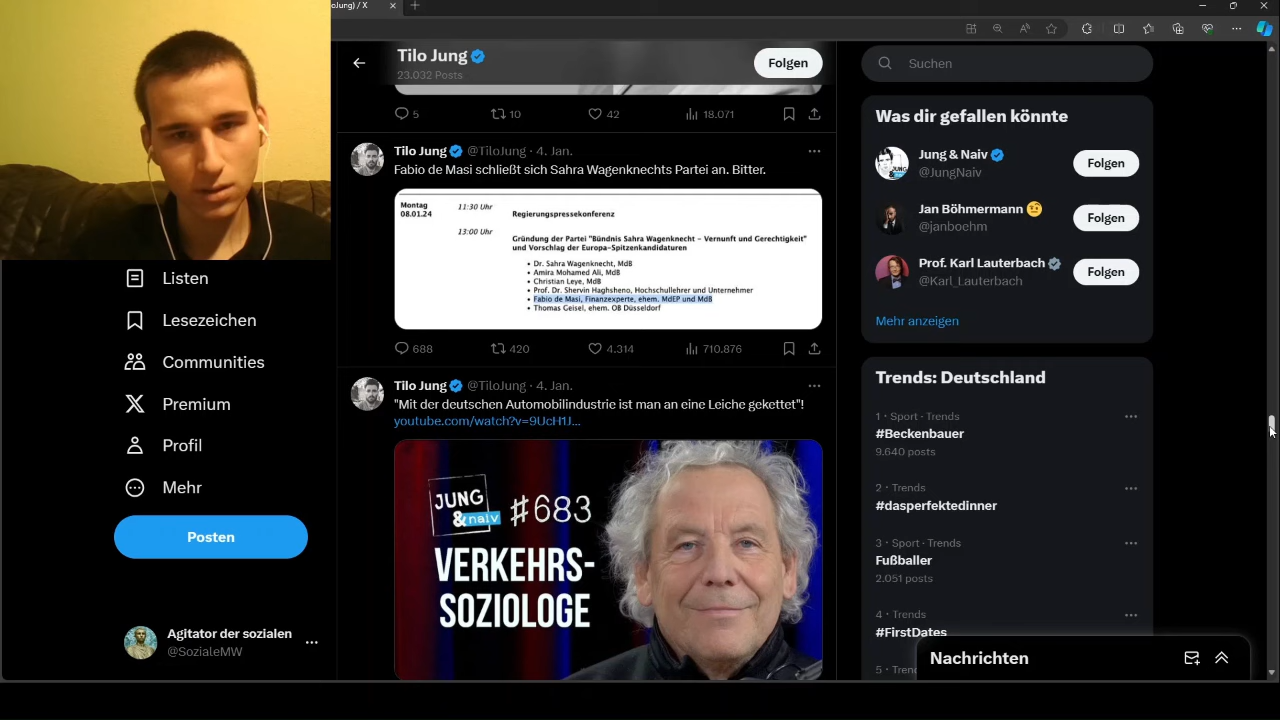 oJung) / X
Tilo Jung
23.032 Posts
Folgen
5
10
42
18.071
Tilo Jung @TiloJung · 4. Jan.
Fabio de Masi schließt sich Sahra Wagenknechts Partei an. Bitter.
Montag
08.01.24
11:30 Uhr
Regierungspressekonferenz
13:00 Uhr
Gründung der Partei "Bündnis Sahra Wagenknecht – Vernunft und Gerechtigkeit"
und Vorschlag der Europa-Spitzenkandidaturen
• Dr. Sahra Wagenknecht, MdB
• Amira Mohamed Ali, MdB
• Christian Leye, MdB
• Prof. Dr. Shervin Haghsheno, Hochschullehrer und Unternehmer
• Fabio de Masi, Finanzexperte, ehem. MdEP und MdB
• Thomas Geisel, ehem. OB Düsseldorf
688
420
4.314
710.876
Tilo Jung @TiloJung · 4. Jan.
"Mit der deutschen Automobilindustrie ist man an eine Leiche gekettet"!
youtube.com/watch?v=9UcH1J...
JUNG
& naiv
#683
VERKEHRS-
SOZIOLOGE
Listen
Lesezeichen
Communities
Premium
Profil
Mehr
Posten
Agitator der sozialen
@SozialeMW
Suchen
Was dir gefallen könnte
Jung & Naiv
@JungNaiv
Folgen
Jan Böhmermann 🤨
@janboehm
Folgen
Prof. Karl Lauterbach
@Karl_Lauterbach
Folgen
Mehr anzeigen
Trends: Deutschland
1 · Sport · Trends
#Beckenbauer
9.640 posts
2 · Trends
#dasperfektedinner
3 · Sport · Trends
Fußballer
2.051 posts
4 · Trends
#FirstDates
5 · Trends
Nachrichten